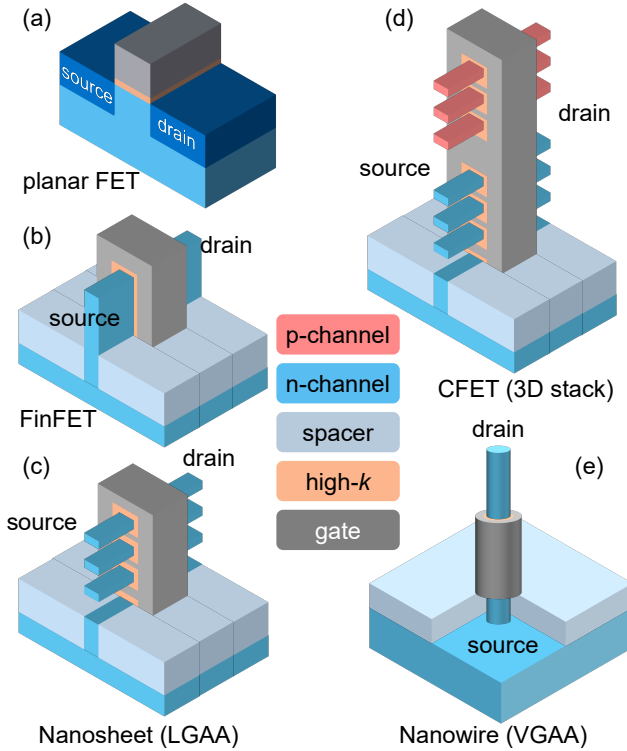 (a)
source
drain
planar FET
(b)
drain
source
FinFET
(c)
drain
source
Nanosheet (LGAA)
p-channel
n-channel
spacer
high-k
gate
(d)
drain
source
CFET (3D stack)
drain
(e)
source
Nanowire (VGAA)